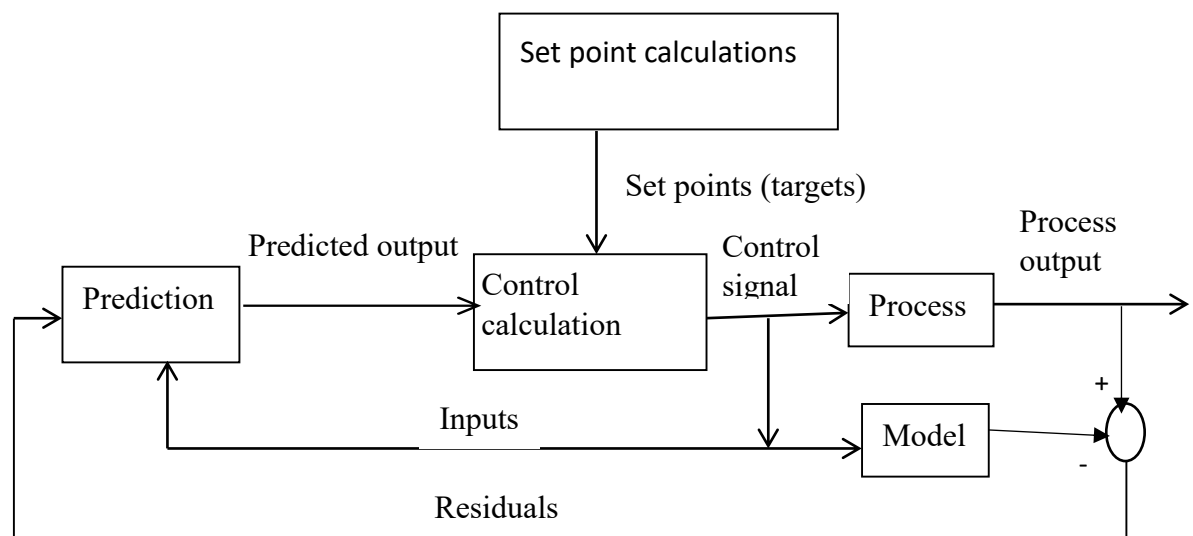 Set point calculations
Set points (targets)
Process
output
Predicted output
Control
signal
Prediction
Control
calculation
Process
+
Inputs
Model
-
Residuals